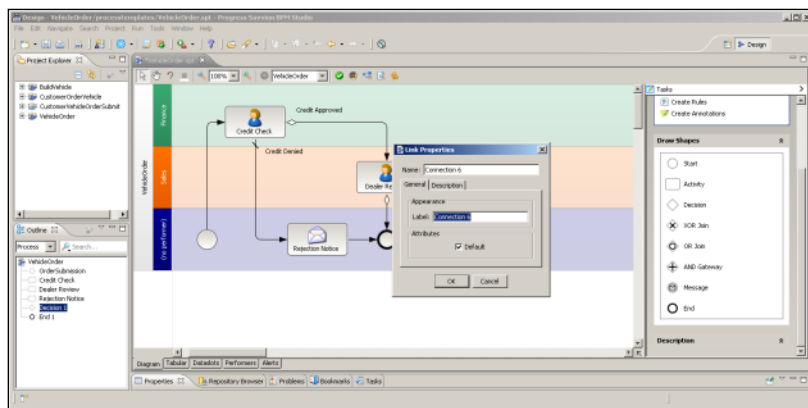 Design - VehicleOrder/processtemplates/VehicleOrder.spt - Progress Savvion BPM Studio
File Edit Navigate Search Project Run Tools Window Help
Design
Project Explorer
BuildVehicle
CustomerOrderVehicle
CustomerVehicleOrderSubmit
VehicleOrder
100%
VehicleOrder
VehicleOrder
Finance
Sales
(no performer)
Credit Check
Credit Approved
Credit Denied
Dealer Re
Rejection Notice
Link Properties
Name: Connection 6
General
Description
Appearance
Label: Connection 6
Attributes
Default
OK
Cancel
Tasks
Create Rules
Create Annotations
Draw Shapes
Start
Activity
Decision
XOR Join
OR Join
AND Gateway
Message
End
Description
Outline
Process
Search...
VehicleOrder
OrderSubmission
Credit Check
Dealer Review
Rejection Notice
Decision 1
End 1
Diagram Tabular Dataslots Performers Alerts
Properties Repository Browser Problems Bookmarks Tasks